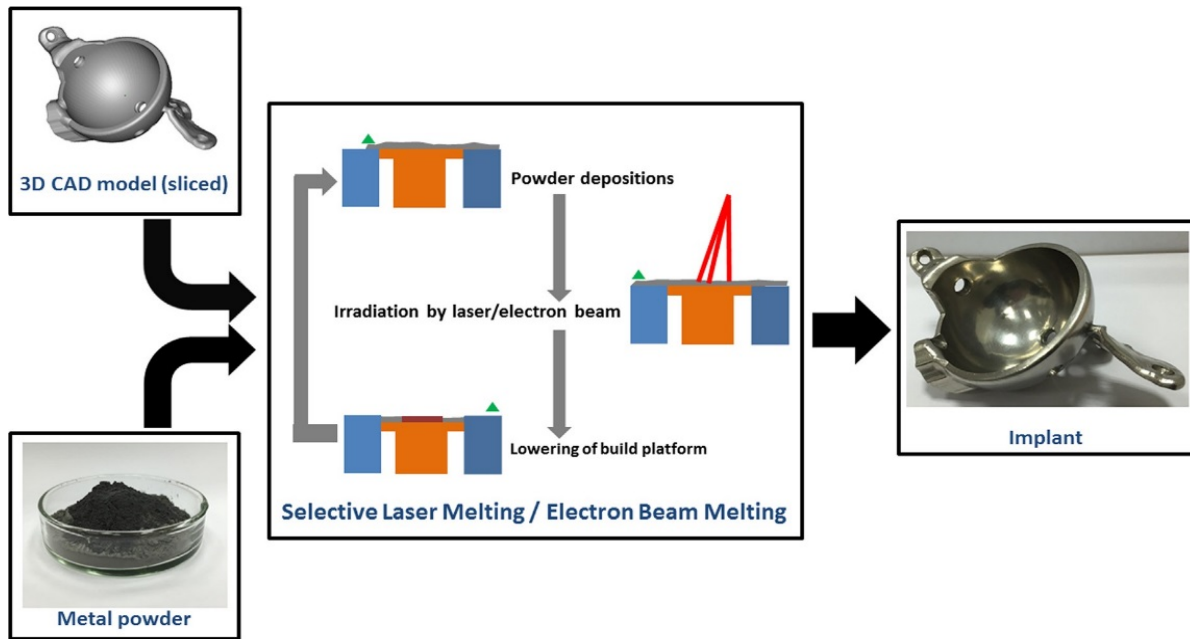 3D CAD model (sliced)
Metal powder
Powder depositions
Irradiation by laser/electron beam
Lowering of build platform
Selective Laser Melting / Electron Beam Melting
Implant